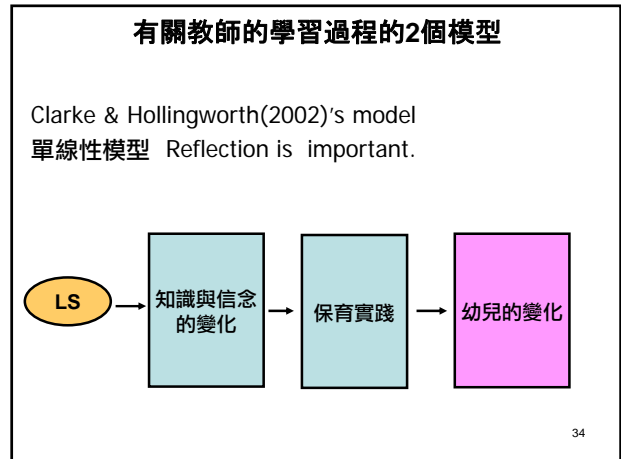 有關教師的學習過程的2個模型
Clarke & Hollingworth(2002)'s model
單線性模型 Reflection is important.
LS
知識與信念
的變化
保育實踐
幼兒的變化
34